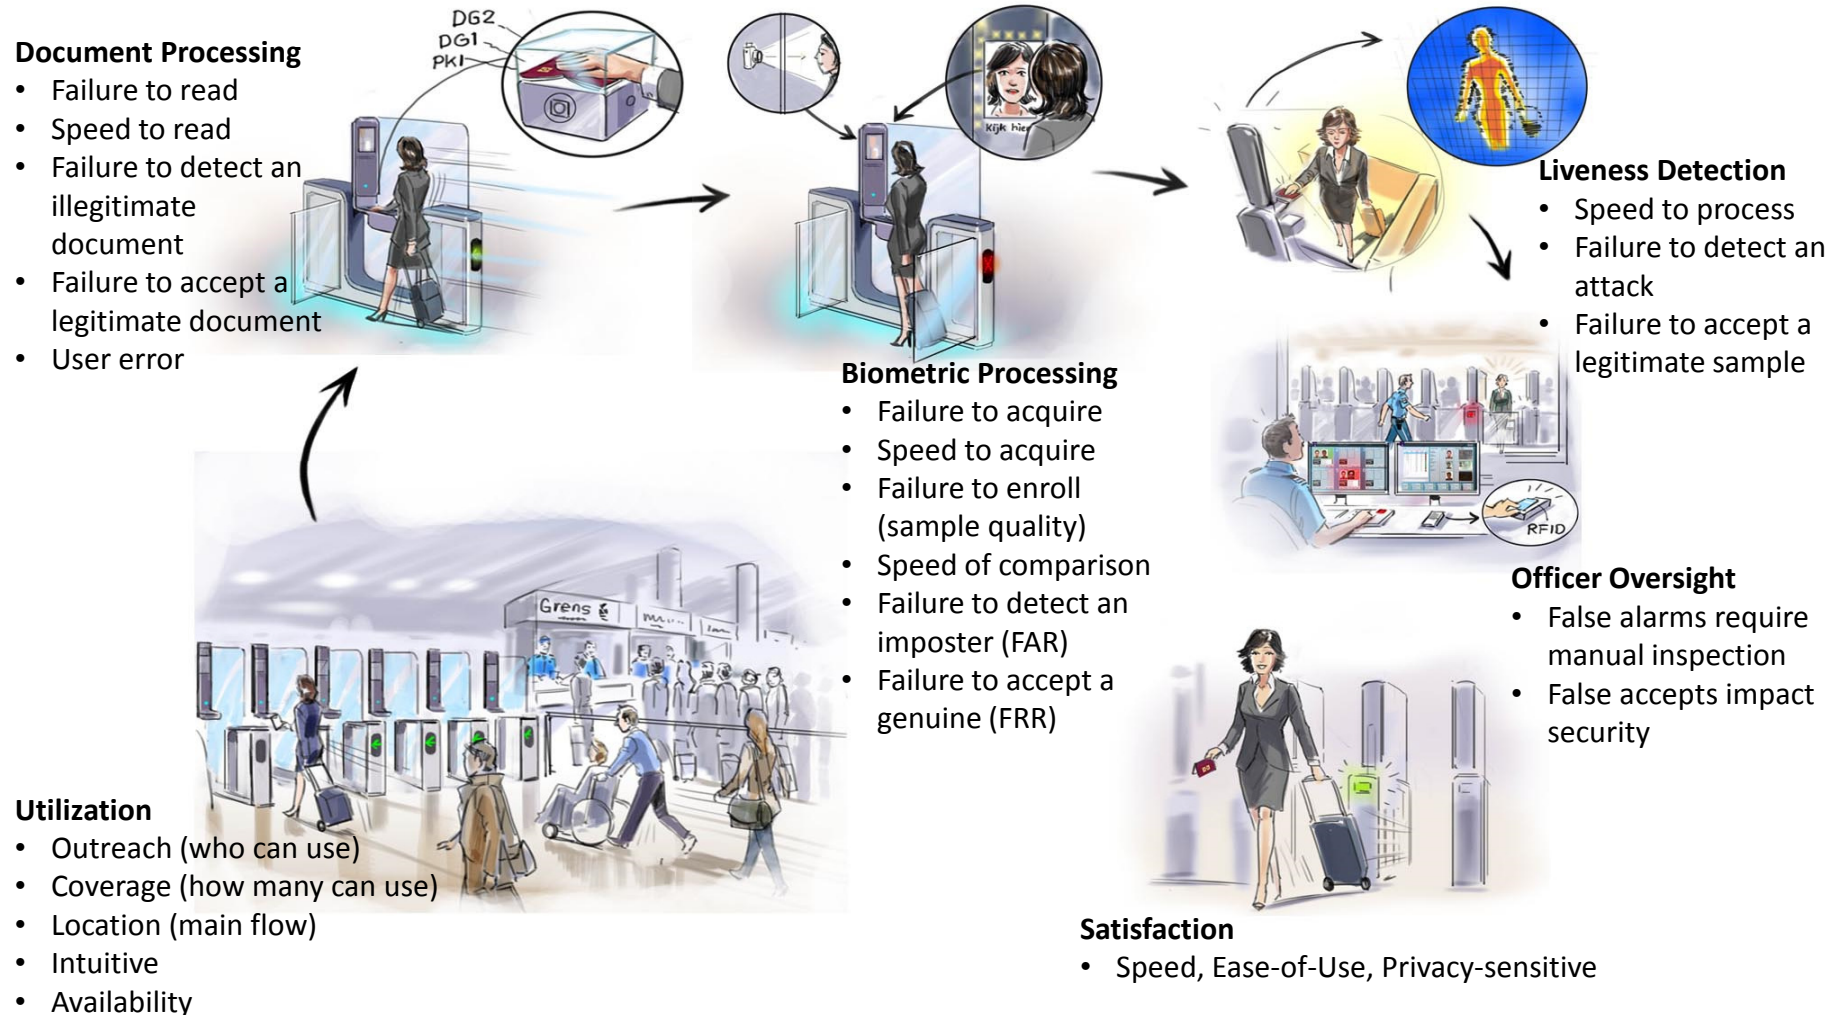 Document Processing
• Failure to read
• Speed to read
• Failure to detect an
illegitimate
document
• Failure to accept a
legitimate document
• User error
DG2
DG1
PKI
Kijk hier
Liveness Detection
• Speed to process
• Failure to detect an
attack
• Failure to accept a
legitimate sample
Biometric Processing
• Failure to acquire
• Speed to acquire
• Failure to enroll
(sample quality)
• Speed of comparison
• Failure to detect an
imposter (FAR)
• Failure to accept a
genuine (FRR)
RFID
Officer Oversight
• False alarms require
manual inspection
• False accepts impact
security
Grens
Utilization
• Outreach (who can use)
• Coverage (how many can use)
• Location (main flow)
• Intuitive
• Availability
Satisfaction
• Speed, Ease-of-Use, Privacy-sensitive